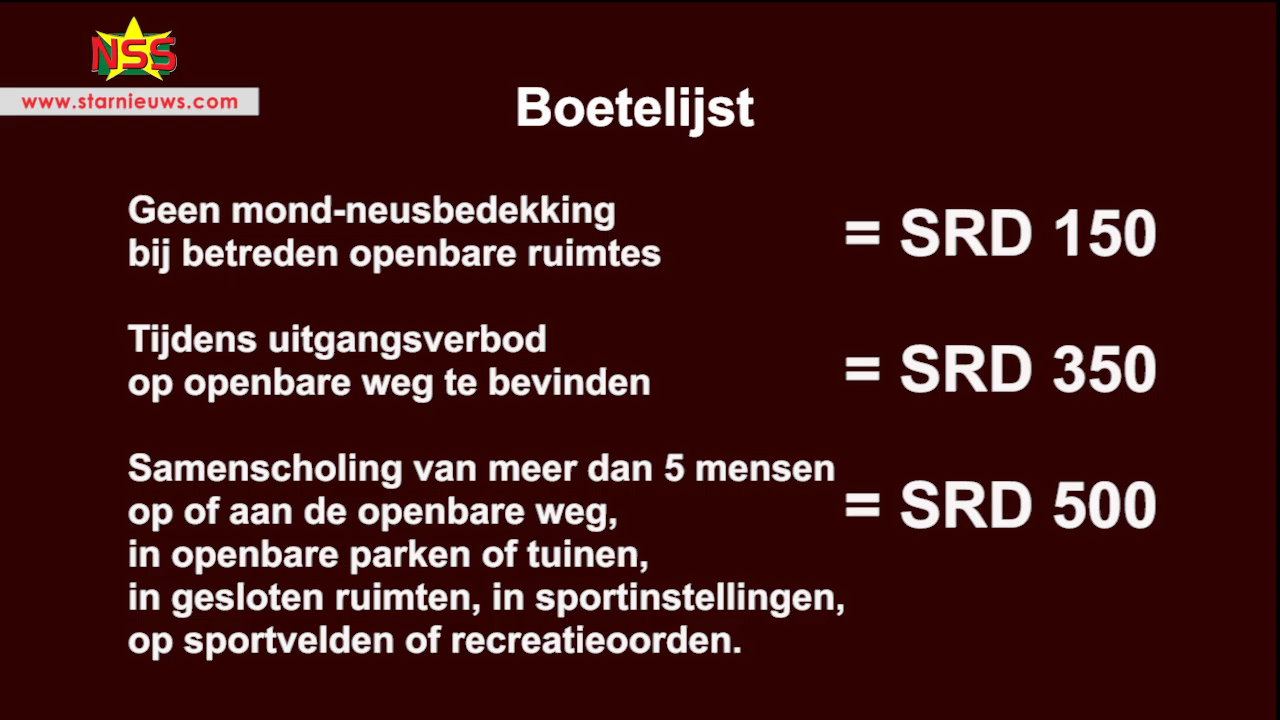 NSS
www.starnieuws.com
Boetelijst
Geen mond-neusbedekking
bij betreden openbare ruimtes
= SRD 150
Tijdens uitgangsverbod
op openbare weg te bevinden
= SRD 350
Samenscholing van meer dan 5 mensen
op of aan de openbare weg,
= SRD 500
in openbare parken of tuinen,
in gesloten ruimten, in sportinstellingen,
op sportvelden of recreatieoorden.